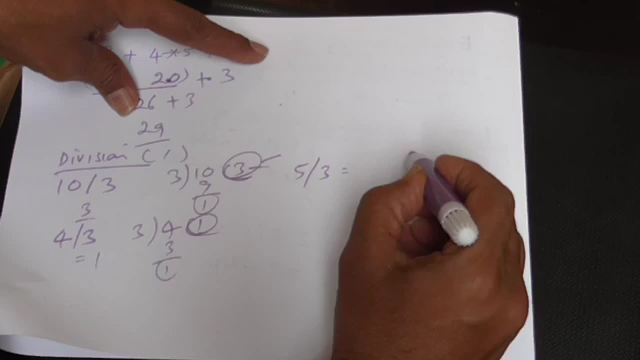 + 4*5
20) + 3
26 + 3
29
Division (/)
10/3 3)10(3 5/3 =
3 9
1
4/3 3)4(1
= 1 3
1